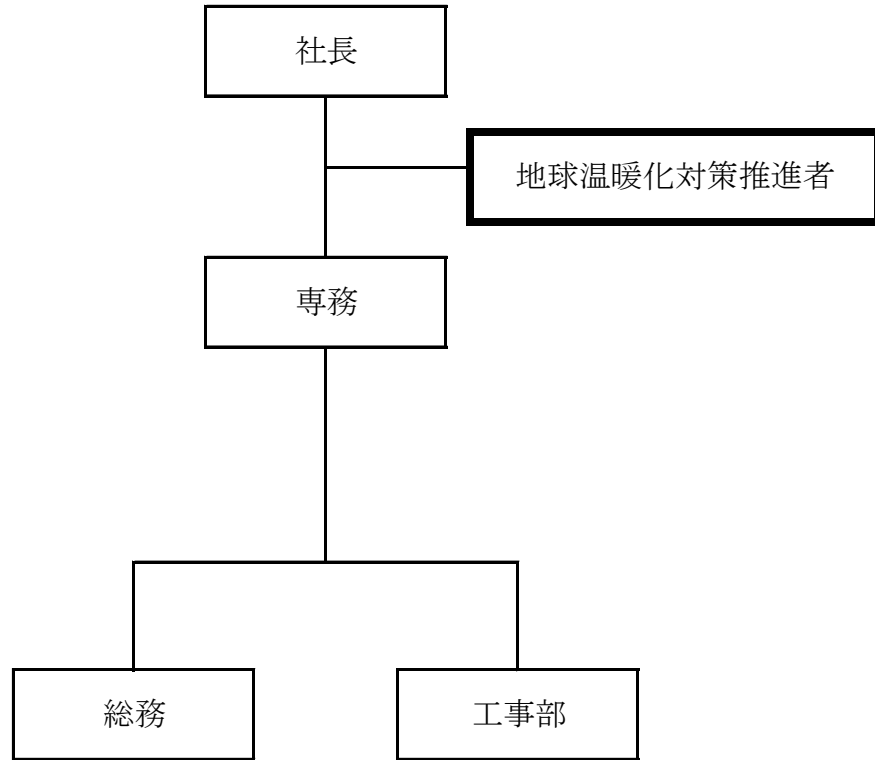 社長
地球温暖化対策推進者
専務
総務
工事部